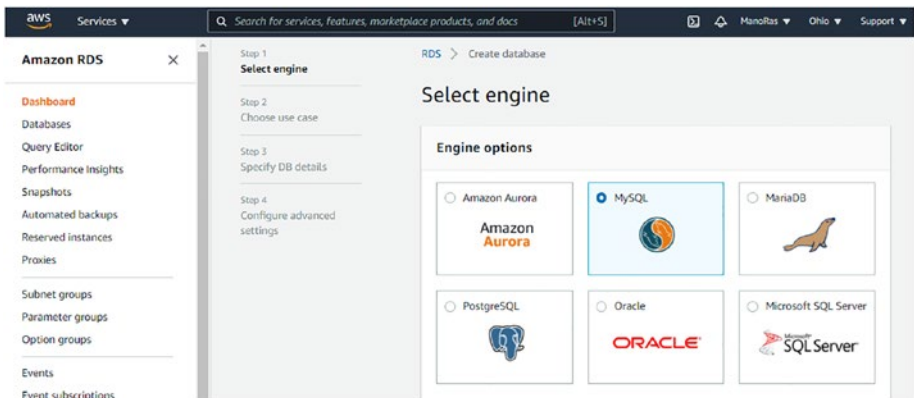 aws Services ▼ Search for services, features, marketplace products, and docs [Alt+S] ManoRas ▼ Ohio ▼ Support ▼
Amazon RDS ×
Dashboard
Databases
Query Editor
Performance Insights
Snapshots
Automated backups
Reserved instances
Proxies
Subnet groups
Parameter groups
Option groups
Events
Event subscriptions
Step 1
Select engine
Step 2
Choose use case
Step 3
Specify DB details
Step 4
Configure advanced
settings
RDS > Create database
Select engine
Engine options
Amazon Aurora
Amazon
Aurora
MySQL
MariaDB
PostgreSQL
Oracle
ORACLE
Microsoft SQL Server
Microsoft
SQL Server